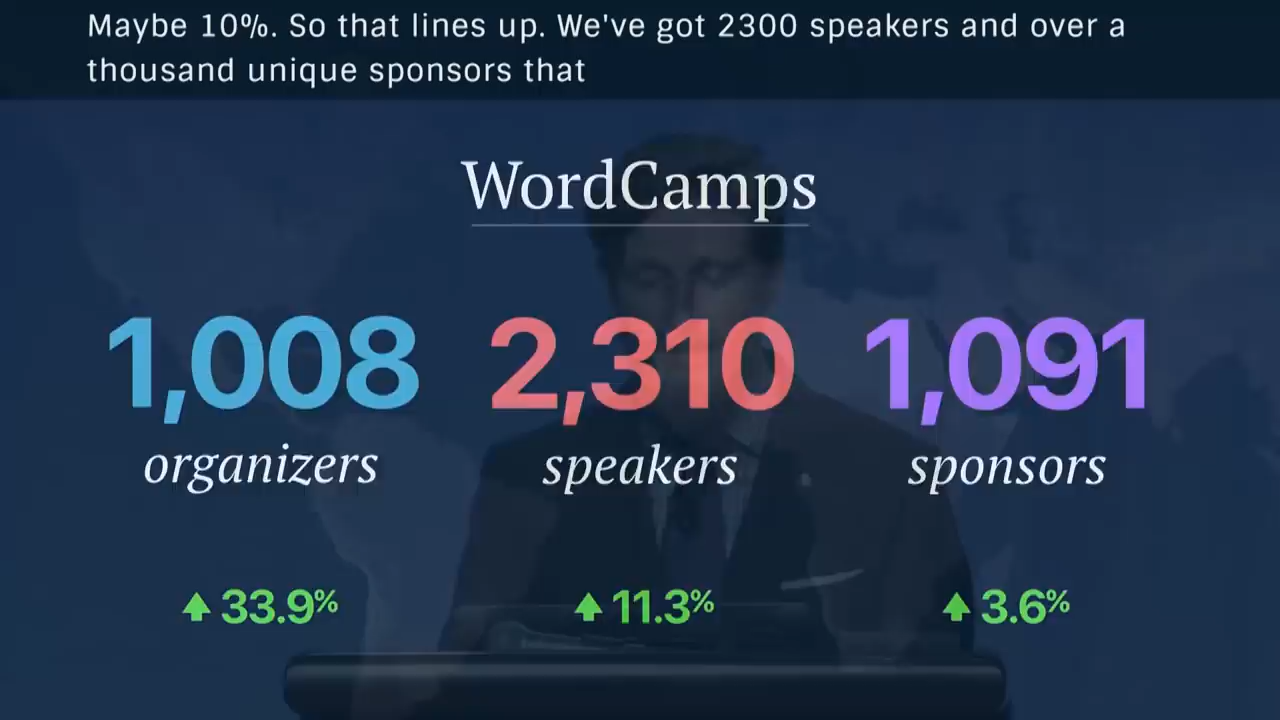 Maybe 10%. So that lines up. We've got 2300 speakers and over a
thousand unique sponsors that
WordCamps
1,008 2,310 1,091
organizers speakers sponsors
33.9% 11.3% 3.6%